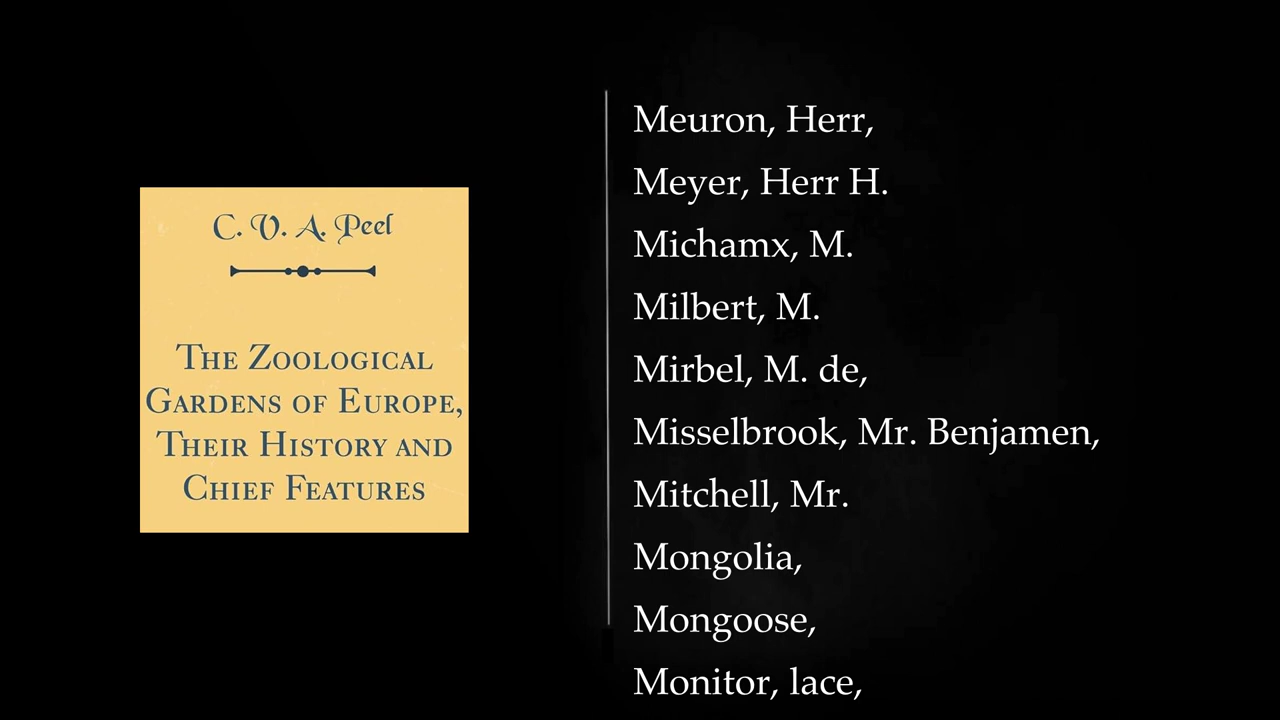 C. V. A. Peel
The Zoological
Gardens of Europe,
Their History and
Chief Features
Meuron, Herr,
Meyer, Herr H.
Michamx, M.
Milbert, M.
Mirbel, M. de,
Misselbrook, Mr. Benjamen,
Mitchell, Mr.
Mongolia,
Mongoose,
Monitor, lace,